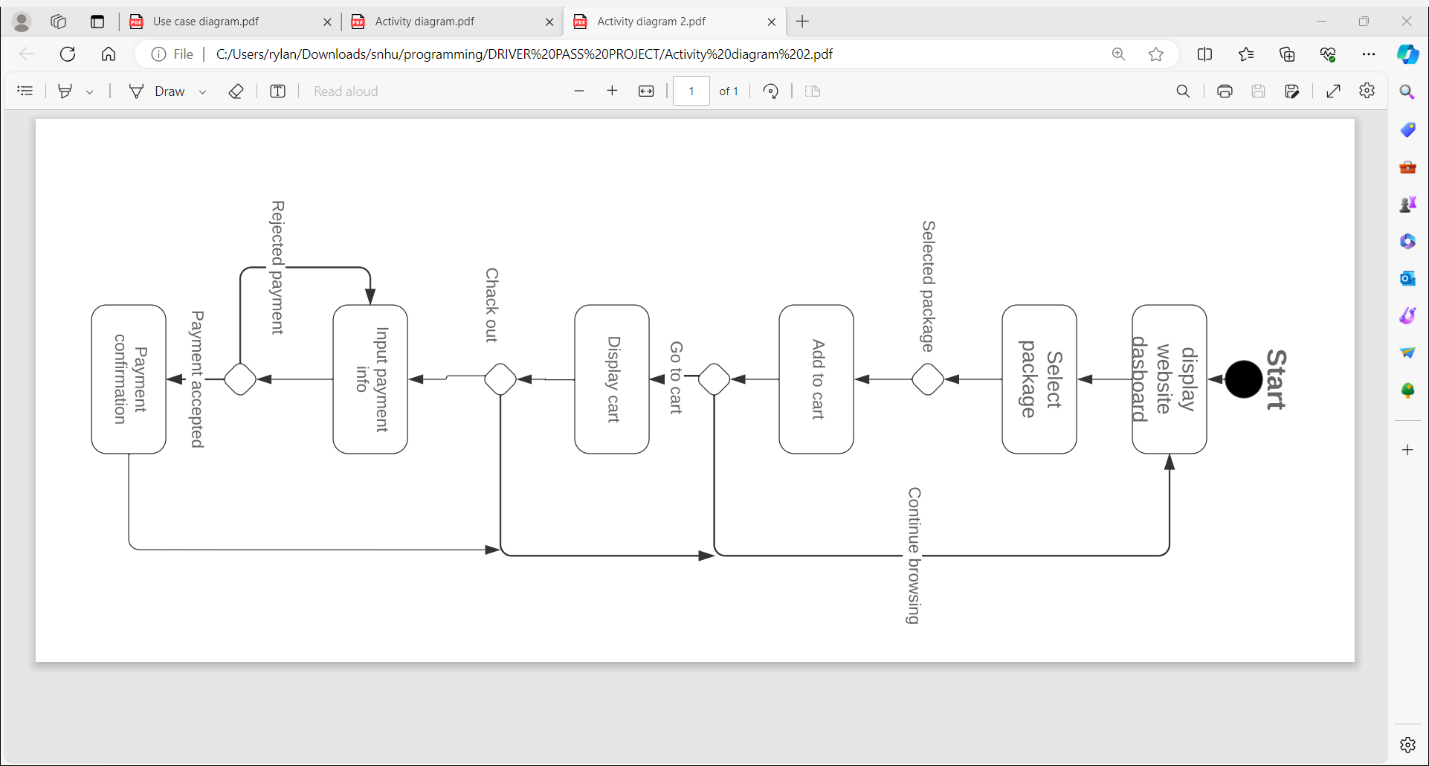 Use case diagram.pdf
Activity diagram.pdf
Activity diagram 2.pdf
File
C:/Users/rylan/Downloads/snhu/programming/DRIVER%20PASS%20PROJECT/Activity%20diagram%202.pdf
Draw
Read aloud
1
of 1
Start
display
website
dasboard
Select
package
Selected package
Add to cart
Continue browsing
Go to cart
Display cart
Chack out
Input payment
info
Rejected payment
Payment accepted
Payment
confirmation